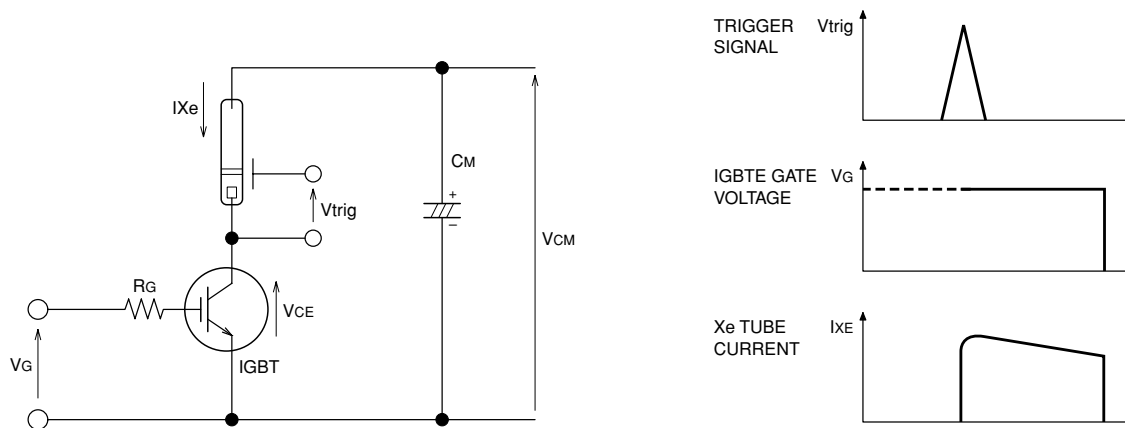 IXe
CM
+
–
Vtrig
VCM
RG
VCE
IGBT
VG
TRIGGER
SIGNAL
Vtrig
IGBTE GATE
VOLTAGE
VG
Xe TUBE
CURRENT
IXE